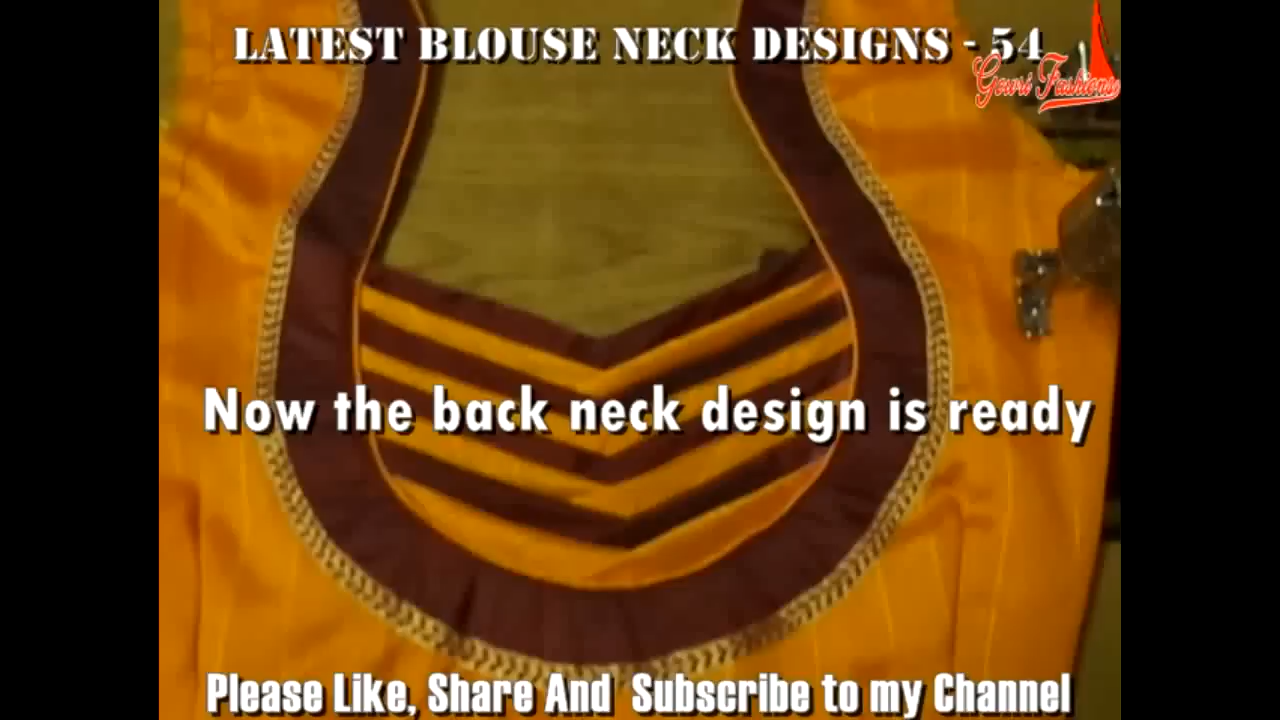 LATEST BLOUSE NECK DESIGNS - 54
Gowri Fashions
Now the back neck design is ready
Please Like, Share And Subscribe to my Channel